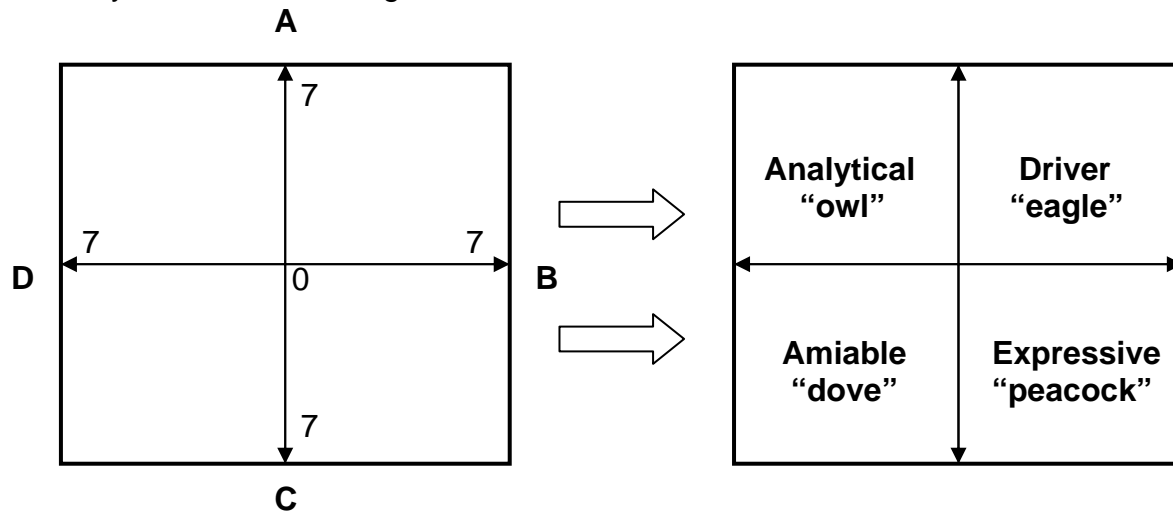 A
7
7
7
D
0
B
7
C
Analytical
“owl”
Driver
“eagle”
Amiable
“dove”
Expressive
“peacock”